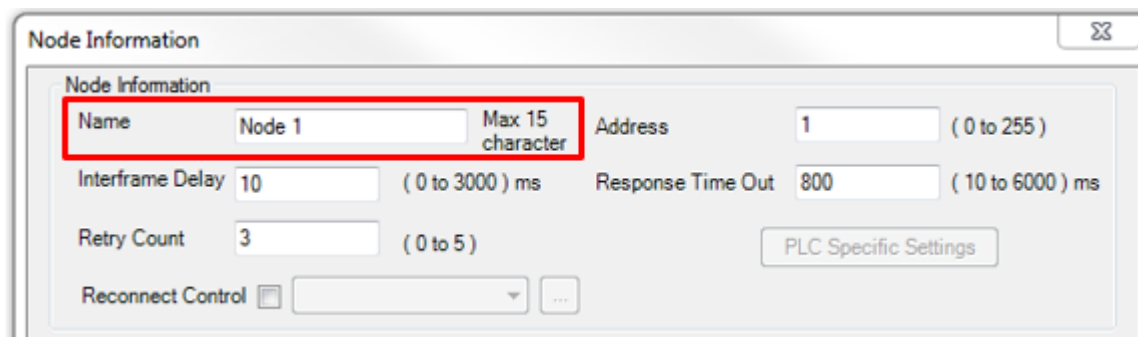 Node Information
Node Information
Name Node 1 Max 15 character Address 1 ( 0 to 255 )
Interframe Delay 10 ( 0 to 3000 ) ms Response Time Out 800 ( 10 to 6000 ) ms
Retry Count 3 ( 0 to 5 ) PLC Specific Settings
Reconnect Control ...